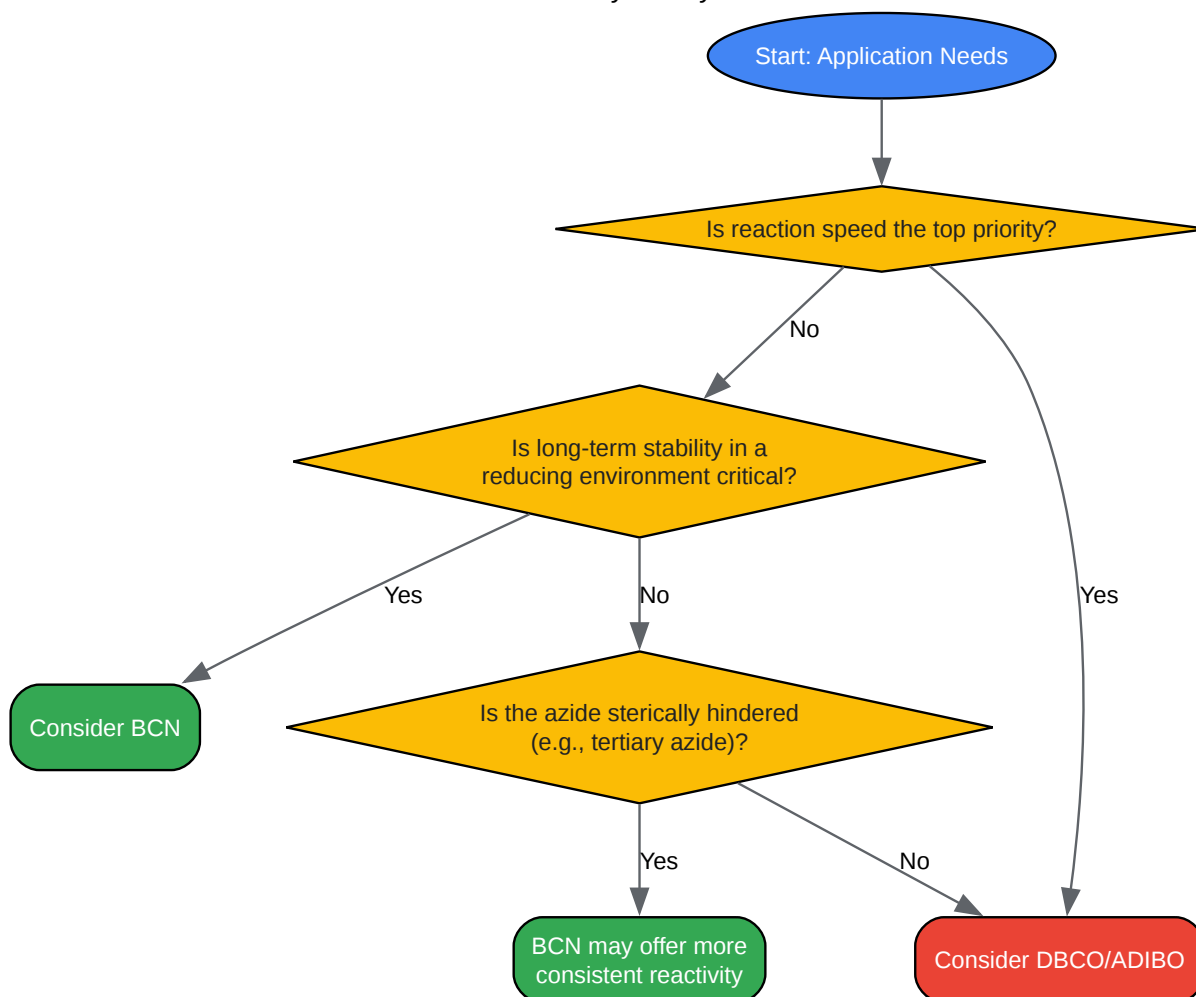 Start: Application Needs
Is reaction speed the top priority?
No
Is long-term stability in a
reducing environment critical?
Yes
No
Yes
Consider BCN
Is the azide sterically hindered
(e.g., tertiary azide)?
Yes
No
BCN may offer more
consistent reactivity
Consider DBCO/ADIBO